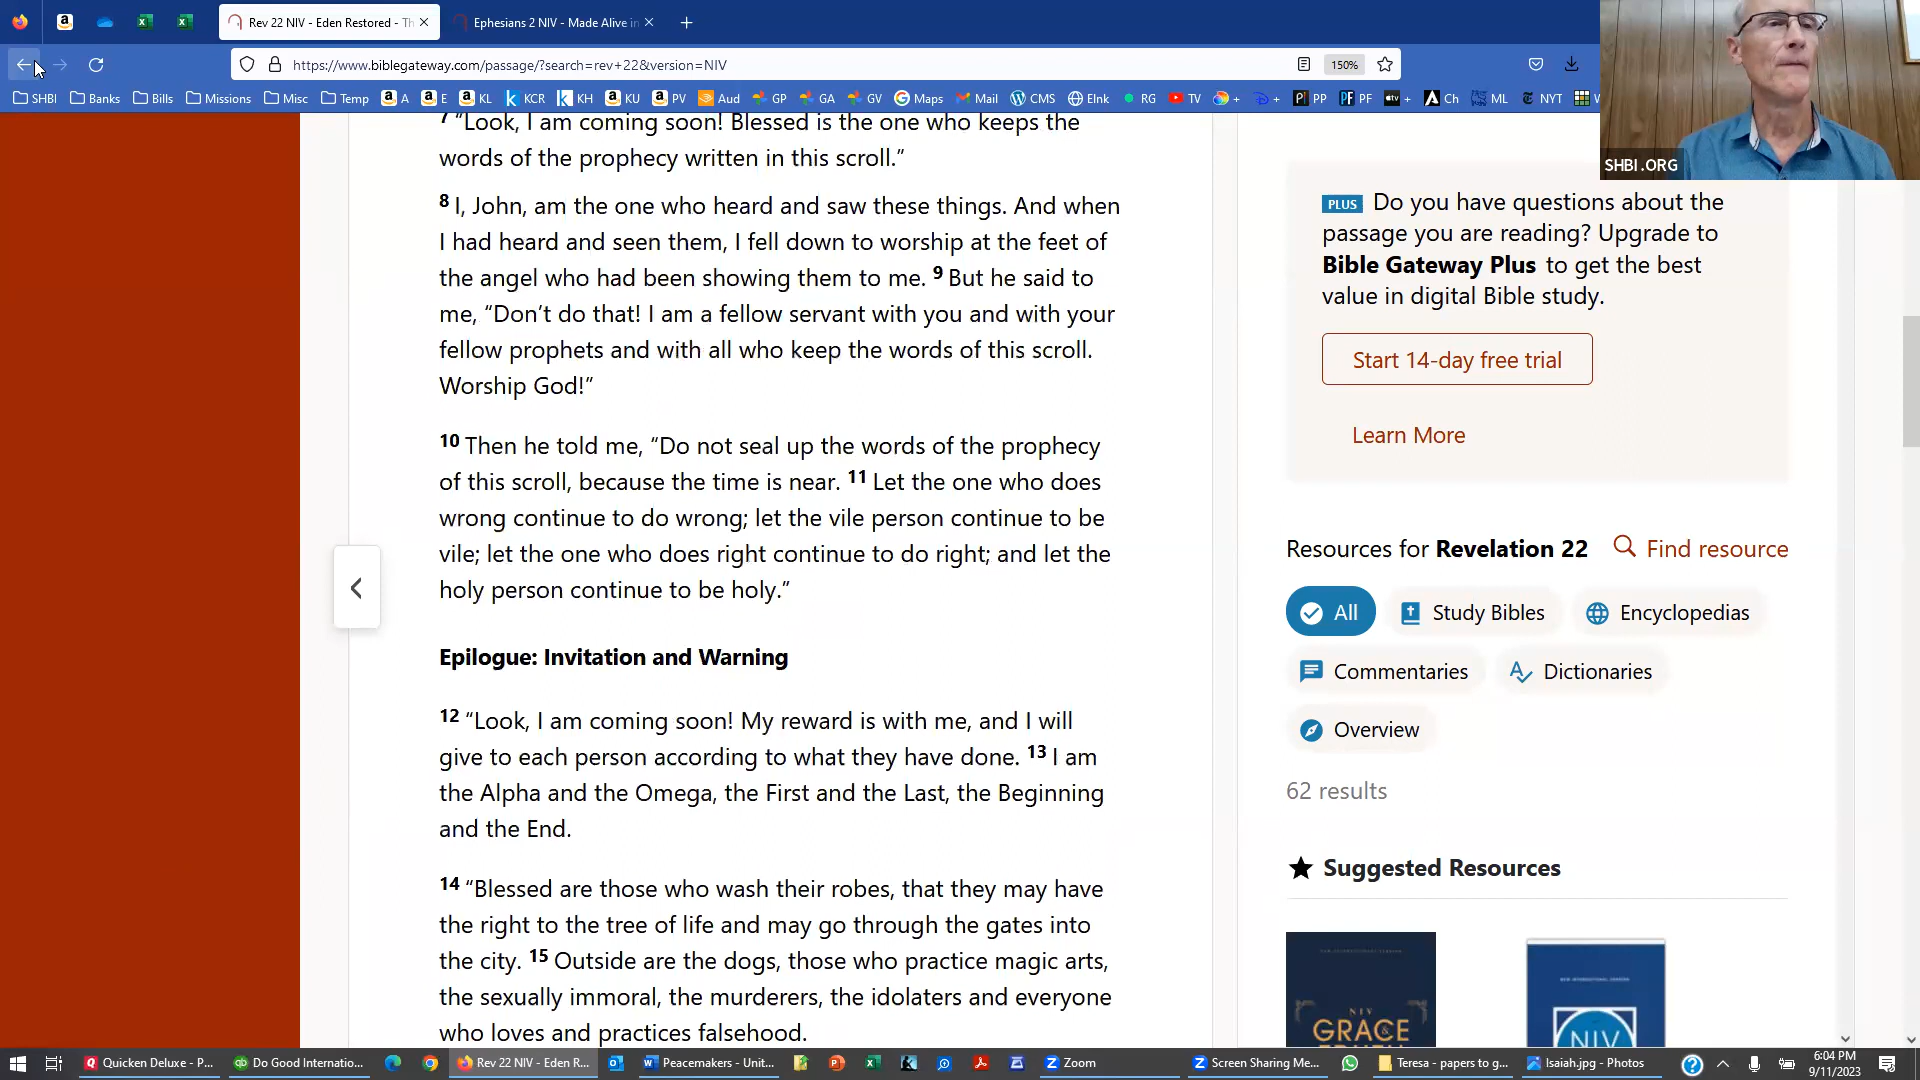 Rev 22 NIV - Eden Restored - Th
Ephesians 2 NIV - Made Alive in
https://www.biblegateway.com/passage/?search=rev+22&version=NIV
150%
SHBI Banks Bills Missions Misc Temp A E KL KCR KH KU PV Aud GP GA GV Maps Mail CMS EInk RG TV + + PP PF + Ch ML NYT
SHBI.ORG
7 “Look, I am coming soon! Blessed is the one who keeps the
words of the prophecy written in this scroll.”
8 I, John, am the one who heard and saw these things. And when
I had heard and seen them, I fell down to worship at the feet of
the angel who had been showing them to me. 9 But he said to
me, “Don’t do that! I am a fellow servant with you and with your
fellow prophets and with all who keep the words of this scroll.
Worship God!”
10 Then he told me, “Do not seal up the words of the prophecy
of this scroll, because the time is near. 11 Let the one who does
wrong continue to do wrong; let the vile person continue to be
vile; let the one who does right continue to do right; and let the
holy person continue to be holy.”
Epilogue: Invitation and Warning
12 “Look, I am coming soon! My reward is with me, and I will
give to each person according to what they have done. 13 I am
the Alpha and the Omega, the First and the Last, the Beginning
and the End.
14 “Blessed are those who wash their robes, that they may have
the right to the tree of life and may go through the gates into
the city. 15 Outside are the dogs, those who practice magic arts,
the sexually immoral, the murderers, the idolaters and everyone
who loves and practices falsehood.
PLUS Do you have questions about the
passage you are reading? Upgrade to
Bible Gateway Plus to get the best
value in digital Bible study.
Start 14-day free trial
Learn More
Resources for Revelation 22 Find resource
All Study Bibles Encyclopedias
Commentaries Dictionaries
Overview
62 results
Suggested Resources
NIV
GRACE &
NIV
Quicken Deluxe - P... Do Good Internatio... Rev 22 NIV - Eden R... Peacemakers - Unit... Zoom Screen Sharing Me... Teresa - papers to g... Isaiah.jpg - Photos
6:04 PM
9/11/2023